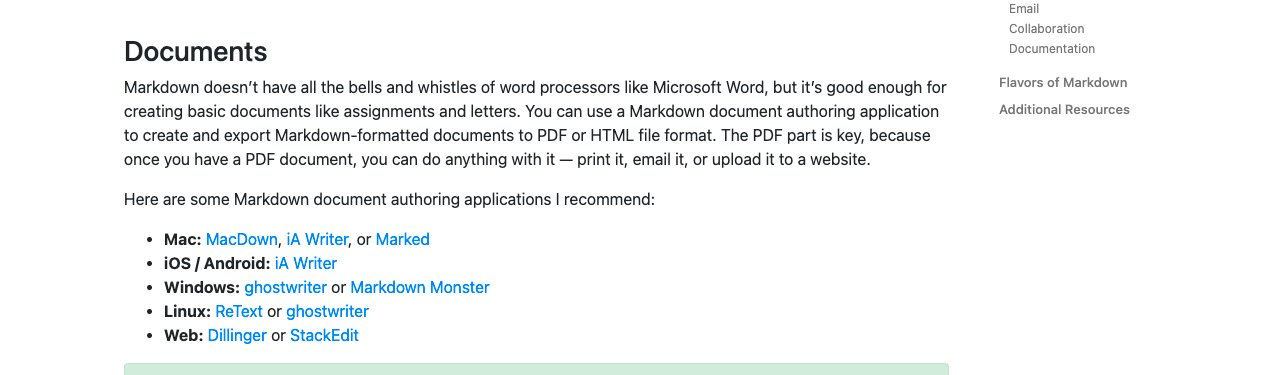 Email
Collaboration
Documentation
Flavors of Markdown
Additional Resources
Documents
Markdown doesn’t have all the bells and whistles of word processors like Microsoft Word, but it’s good enough for
creating basic documents like assignments and letters. You can use a Markdown document authoring application
to create and export Markdown-formatted documents to PDF or HTML file format. The PDF part is key, because
once you have a PDF document, you can do anything with it — print it, email it, or upload it to a website.
Here are some Markdown document authoring applications I recommend:
• Mac: MacDown, iA Writer, or Marked
• iOS / Android: iA Writer
• Windows: ghostwriter or Markdown Monster
• Linux: ReText or ghostwriter
• Web: Dillinger or StackEdit